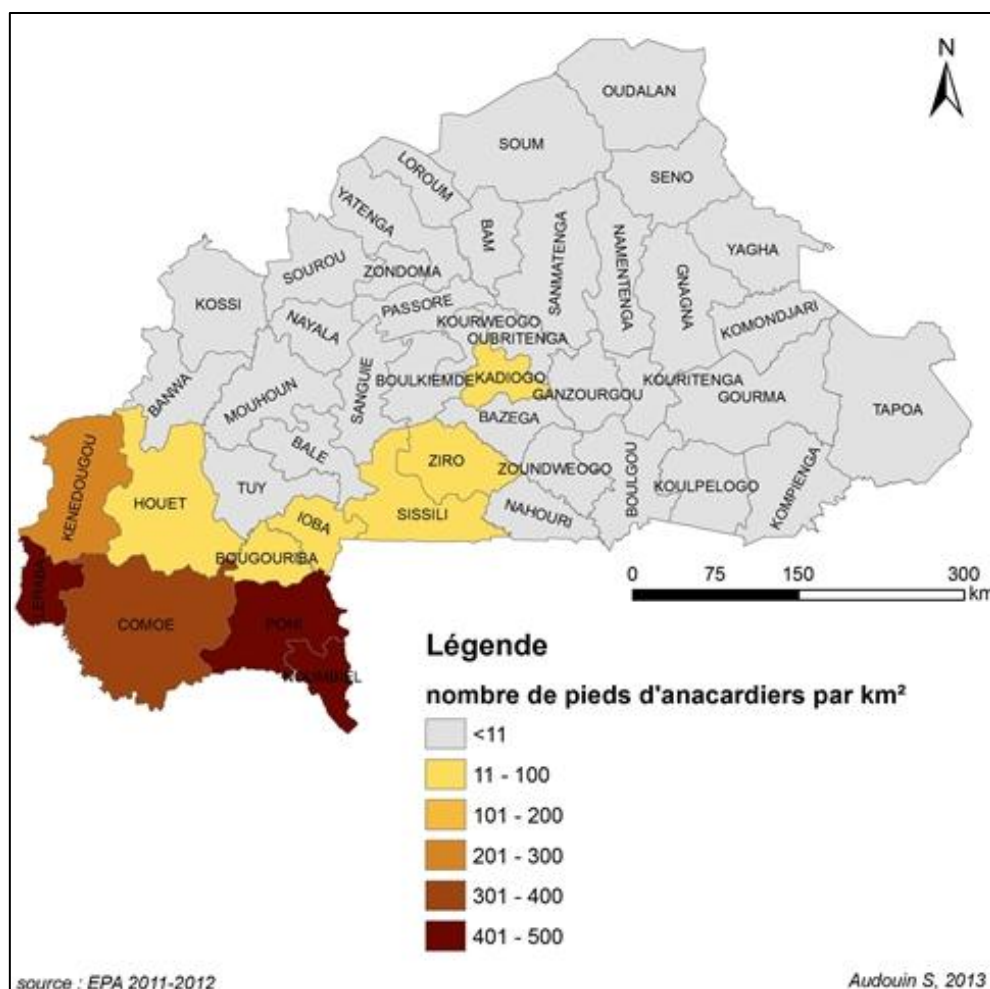 N
OUDALAN
SOUM
SENO
LOROUM
YATENGA
BAM
SANMATENGA
NAMENTENGA
YAGHA
GNAGNA
SOUROU
ZONDOMA
KOSSI
PASSORE
KOMONDJARI
NAYALA
KOURWEOGO
OUBRITENGA
BANWA
MOUHOUN
SANGUIE
BOULKIEMDE
KADIOGO
GANZOURGOU
KOURITENGA
GOURMA
TAPOA
BAZEGA
BALE
KENEDOUGOU
HOUET
TUY
ZIRO
ZOUNDWEOGO
BOULGOU
KOULPELOGO
KOMPIENGA
SISSILI
NAHOURI
IOBA
BOUGOURIBA
LERABA
COMOE
PONI
0 75 150 300
km
Légende
nombre de pieds d'anacardiers par km²
<11
11 - 100
101 - 200
201 - 300
301 - 400
401 - 500
source : EPA 2011-2012
Audouin S, 2013